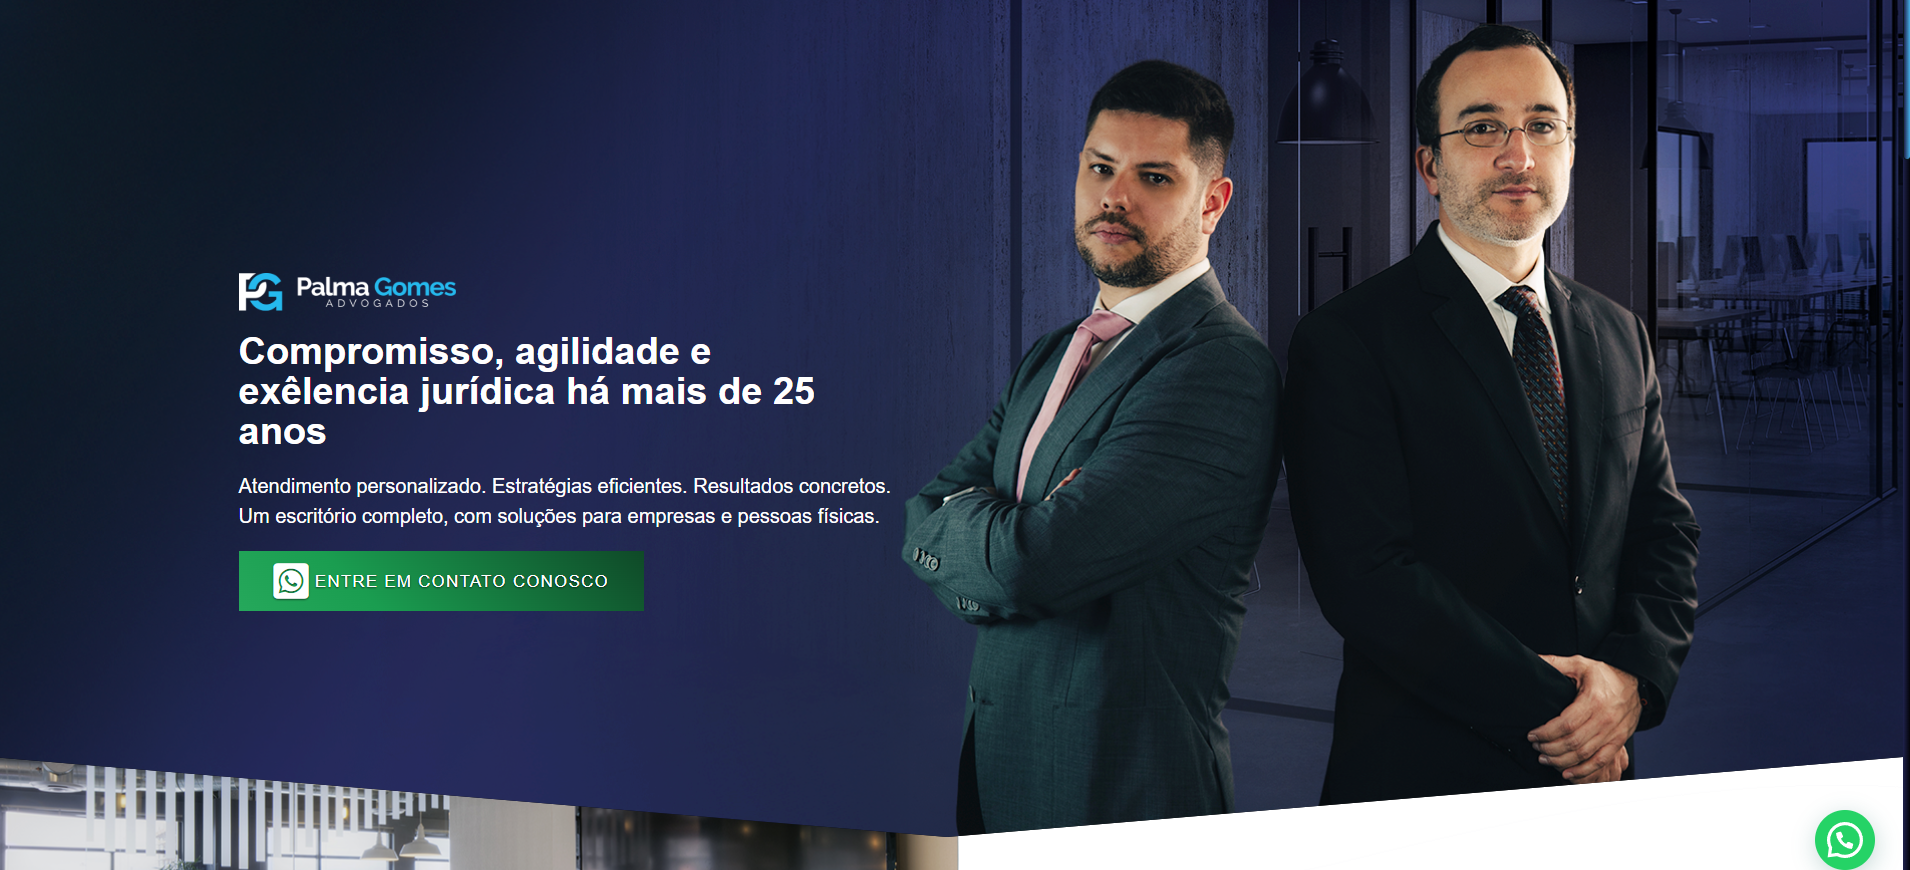 PG Palma Gomes
ADVOGADOS
Compromisso, agilidade e
exêlencia jurídica há mais de 25
anos
Atendimento personalizado. Estratégias eficientes. Resultados concretos.
Um escritório completo, com soluções para empresas e pessoas físicas.
ENTRE EM CONTATO CONOSCO